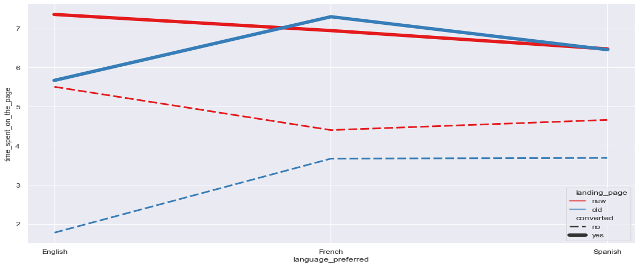 time_spent_on_the_page
7
6
5
4
3
2
English
French
Spanish
language_preferred
landing_page
new
old
converted
no
yes